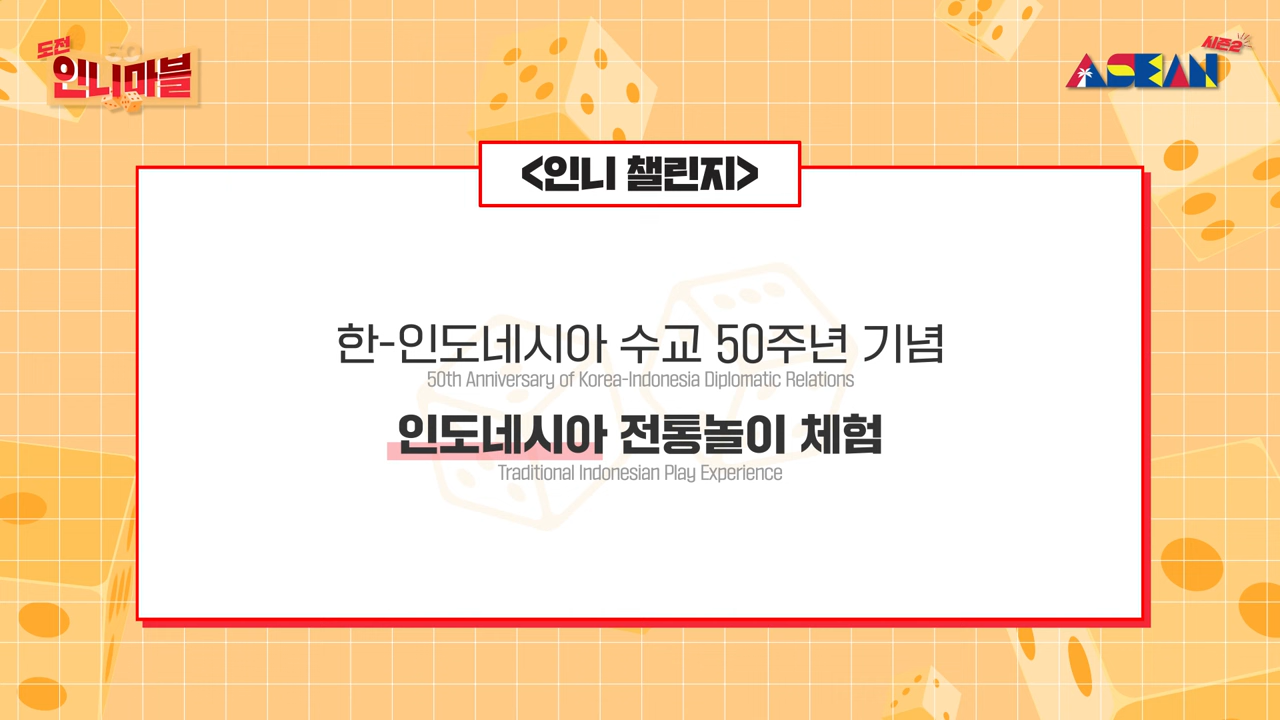 도전
50
인니마블
시즌2
ASEAN
<인니 챌린지>
한-인도네시아 수교 50주년 기념
50th Anniversary of Korea-Indonesia Diplomatic Relations
인도네시아 전통놀이 체험
Traditional Indonesian Play Experience